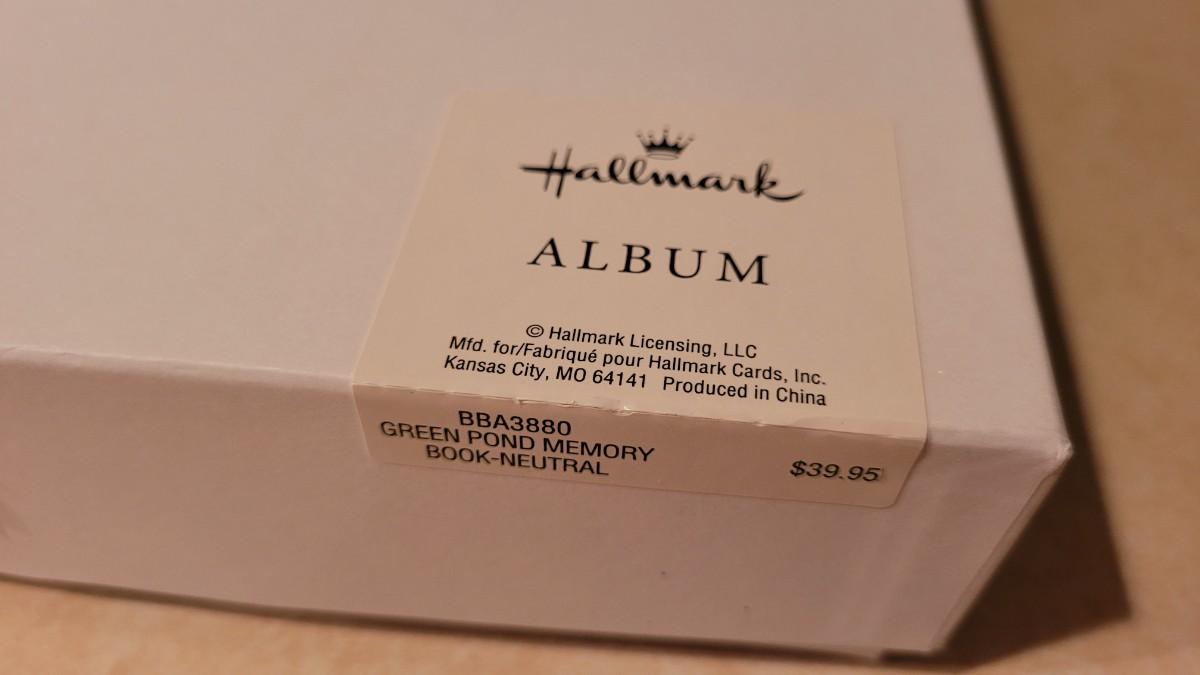 Hallmark
ALBUM
© Hallmark Licensing, LLC
Mfd. for/Fabriqué pour Hallmark Cards, Inc.
Kansas City, MO 64141 Produced in China
BBA3880
GREEN POND MEMORY
BOOK-NEUTRAL
$39.95